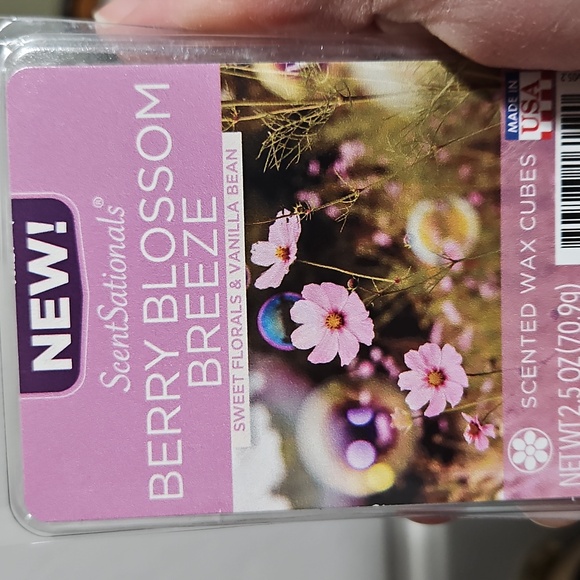 NEW!
ScentSationals®
BERRY BLOSSOM
BREEZE
SWEET FLORALS & VANILLA BEAN
MADE IN
USA
SCENTED WAX CUBES
NET WT 2.5 OZ (70.9g)